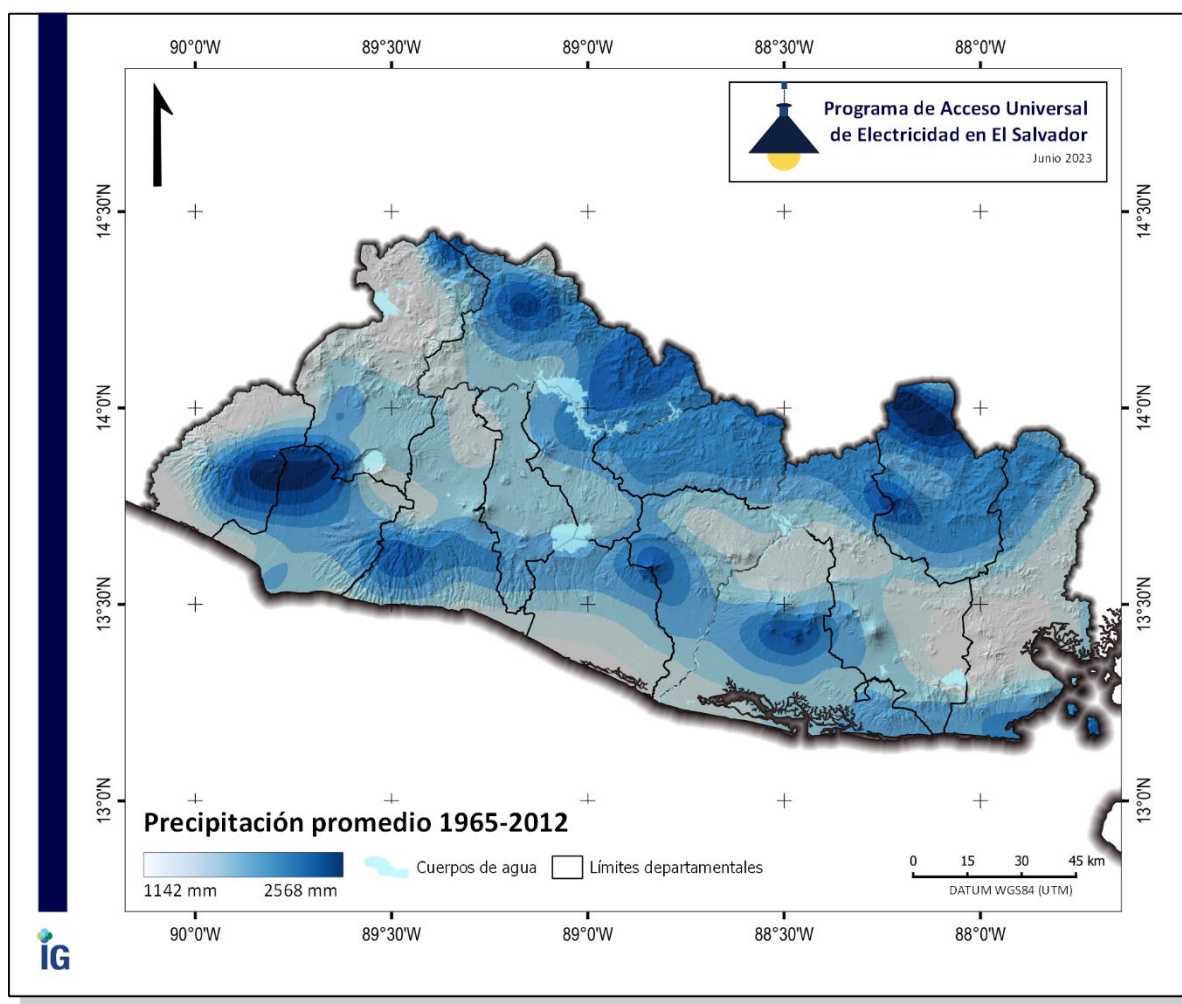 90°0'W 89°30'W 89°0'W 88°30'W 88°0'W
Programa de Acceso Universal
de Electricidad en El Salvador
Junio 2023
14°30'N 14°30'N
14°0'N 14°0'N
13°30'N 13°30'N
13°0'N 13°0'N
Precipitación promedio 1965-2012
1142 mm 2568 mm
Cuerpos de agua
Límites departamentales
0 15 30 45 km
DATUM WGS84 (UTM)
90°0'W 89°30'W 89°0'W 88°30'W 88°0'W
IG